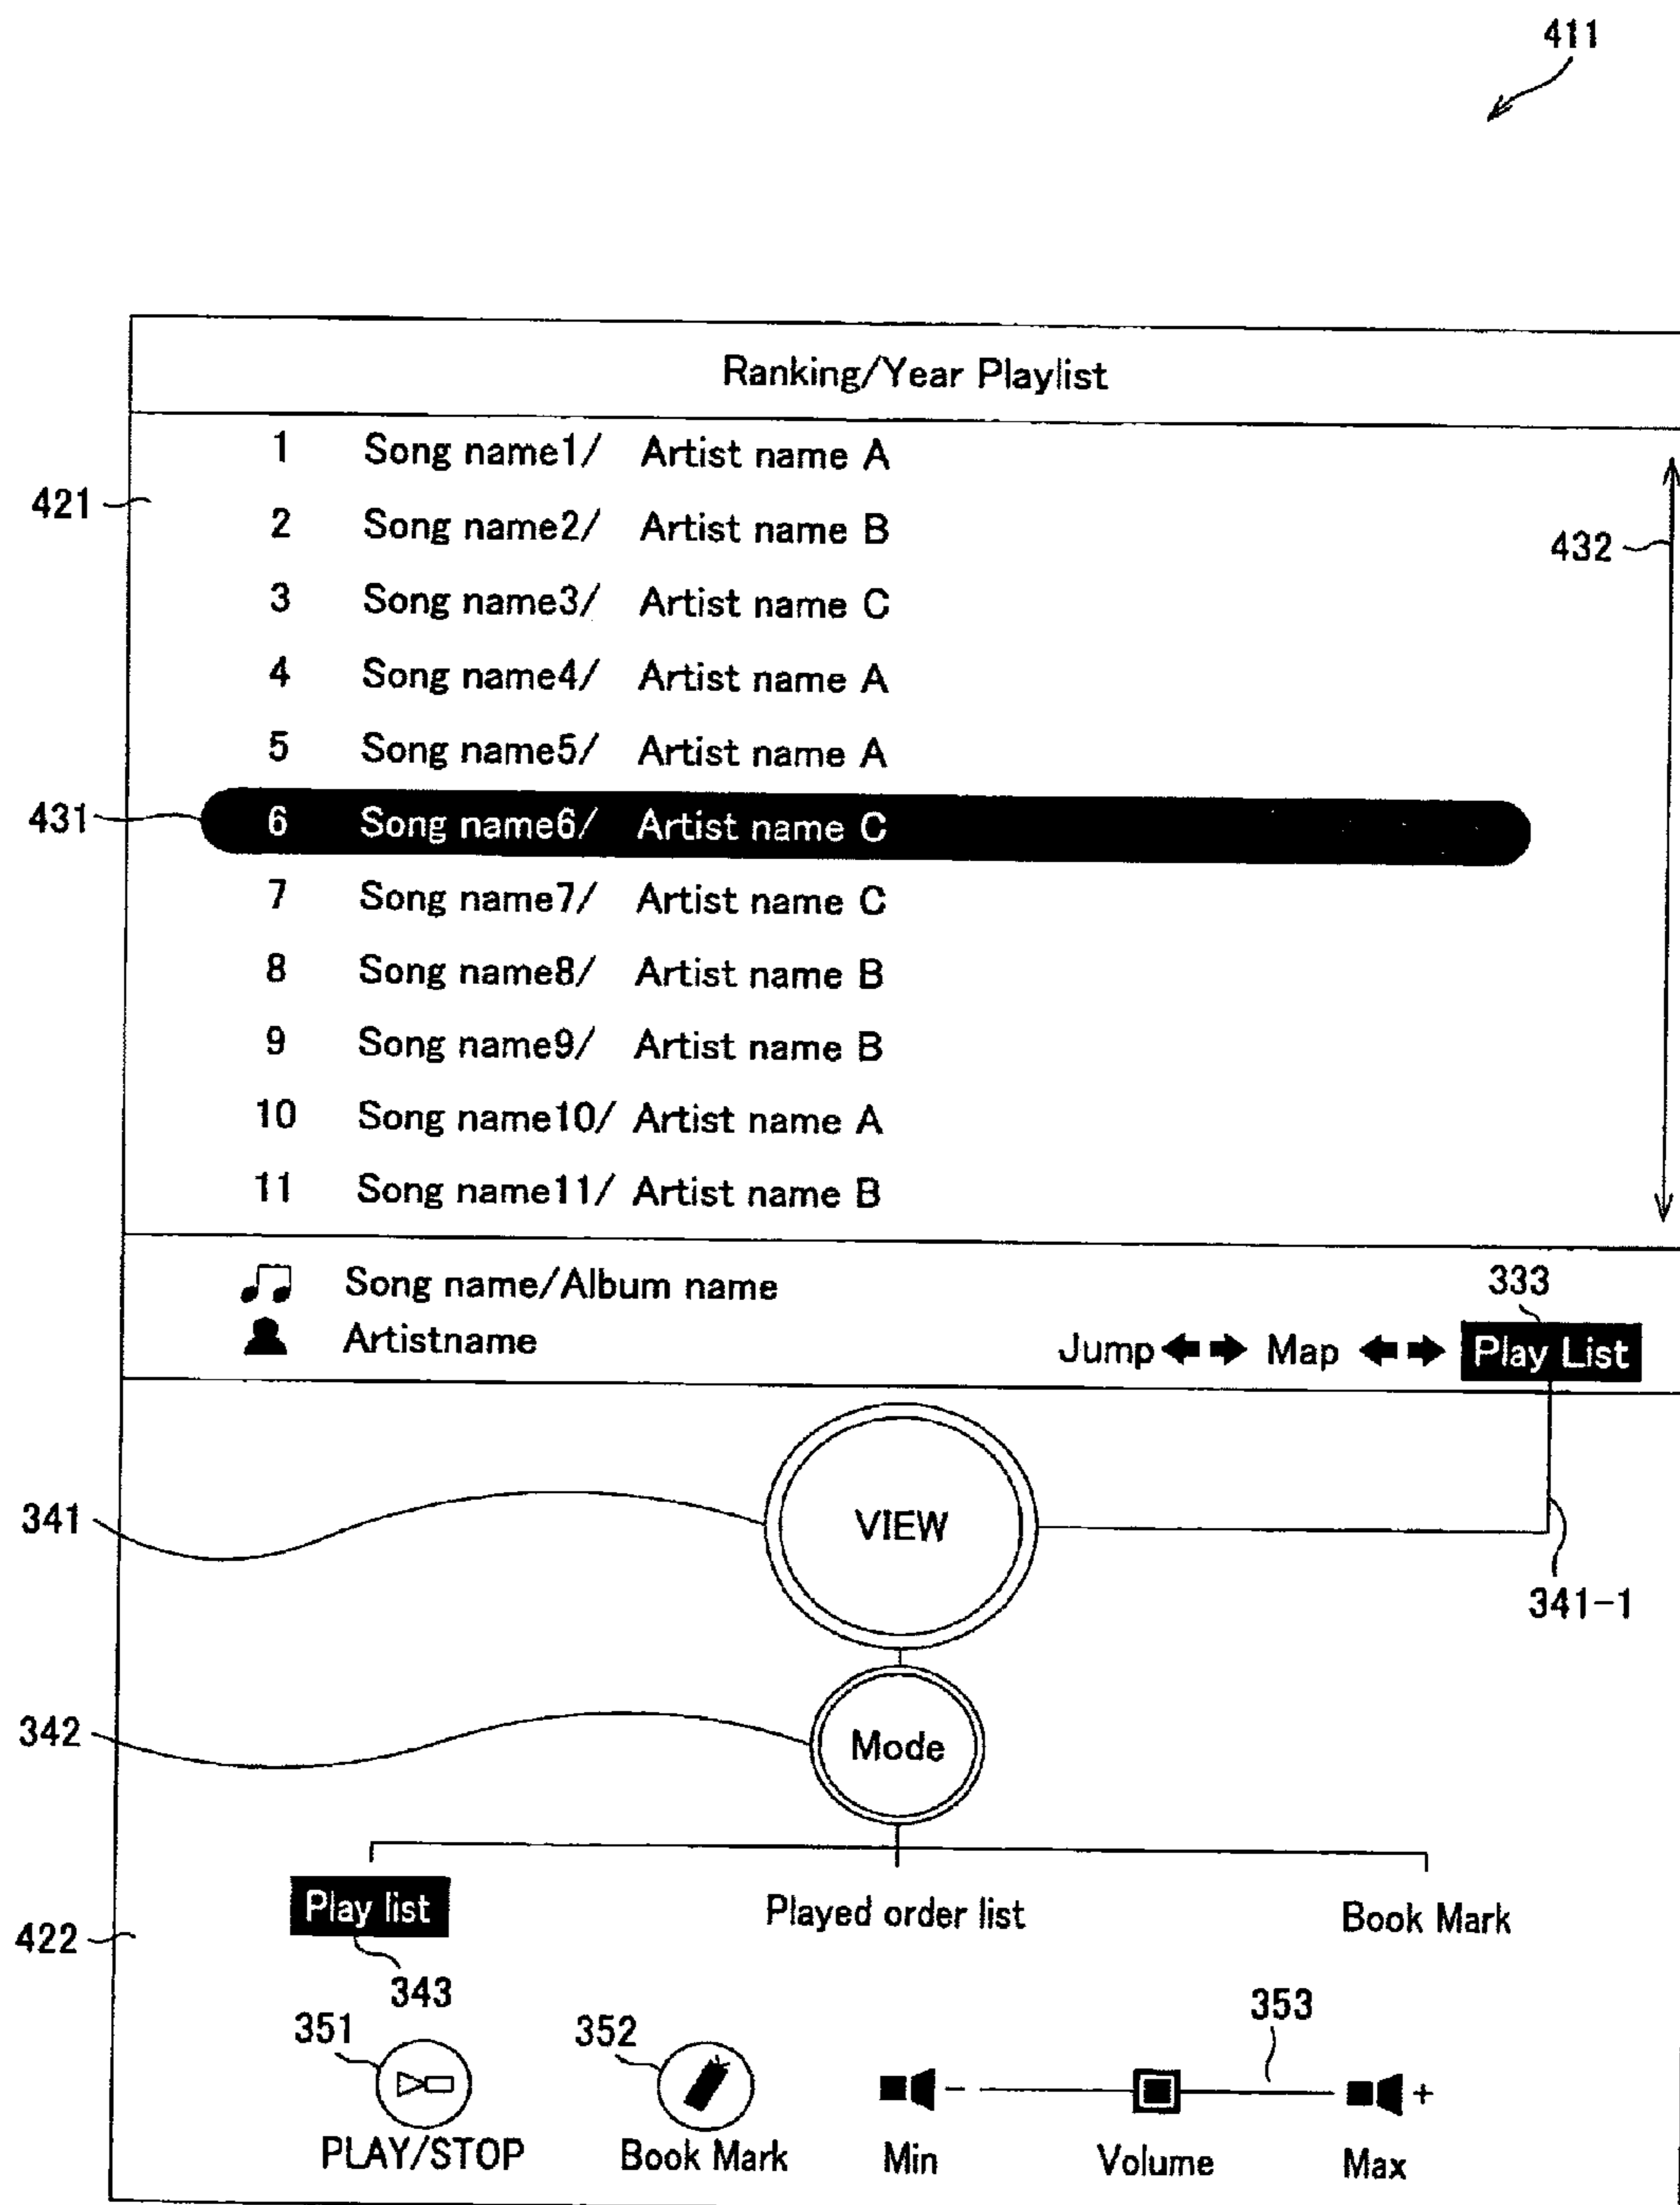 411
Ranking/Year Playlist
1 Song name1/ Artist name A
421
2 Song name2/ Artist name B
432
3 Song name3/ Artist name C
4 Song name4/ Artist name A
5 Song name5/ Artist name A
431
6 Song name6/ Artist name C
7 Song name7/ Artist name C
8 Song name8/ Artist name B
9 Song name9/ Artist name B
10 Song name10/ Artist name A
11 Song name11/ Artist name B
Song name/Album name
333
Artistname
Jump Map Play List
341
VIEW
341-1
342
Mode
Play list Played order list Book Mark
422
343
351 352 353
- +
PLAY/STOP Book Mark Min Volume Max